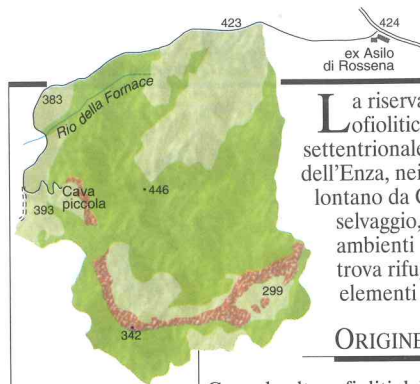 423
424
ex Asilo
di Rossena
383
Rio della Fornace
Cava
piccola
393
446
299
342
La riserva
ofiolitic
settentrionale
dell'Enza, nei
lontano da C
selvaggio,
ambienti
trova rifu
elementi
ORIGINE